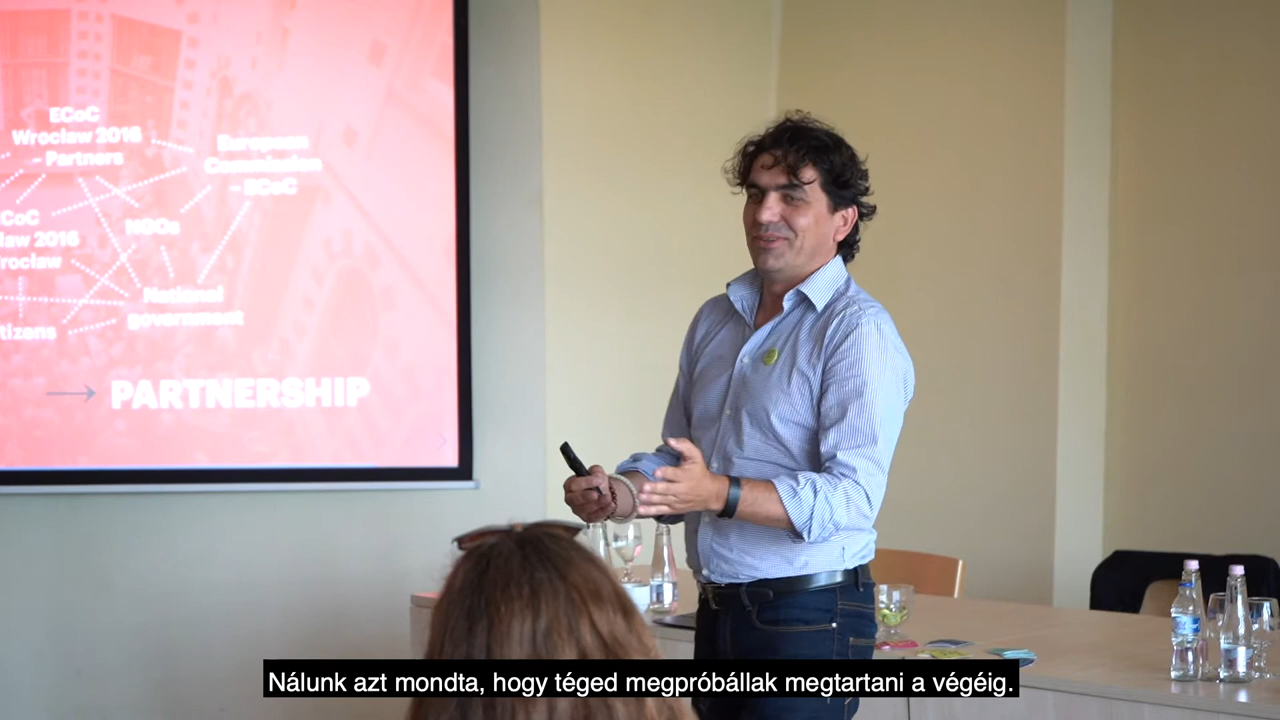 ECoC
Wroclaw 2016
- Partners
European
Commission
- ECoC
CoC
law 2016
roclaw
NGOs
National
government
tizens
PARTNERSHIP
Nálunk azt mondta, hogy téged megpróbállak megtartani a végéig.